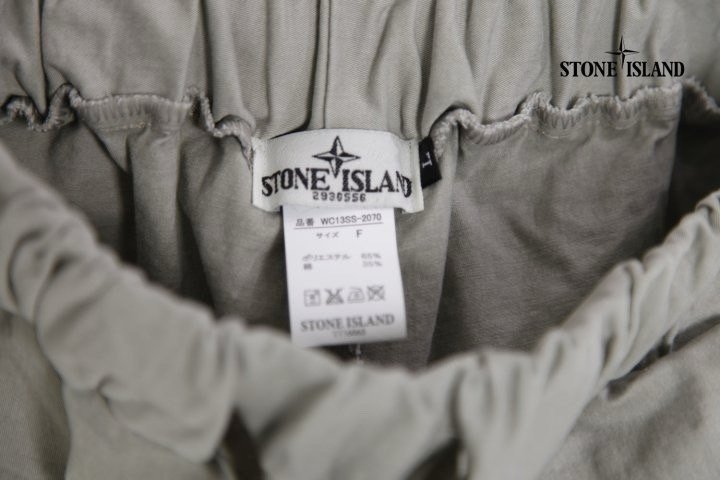 STONE ISLAND
STONE ISLAND
2936556
L
品番 WC13SS-2070
サイズ F
ポリエステル 65%
綿 35%
STONE ISLAND